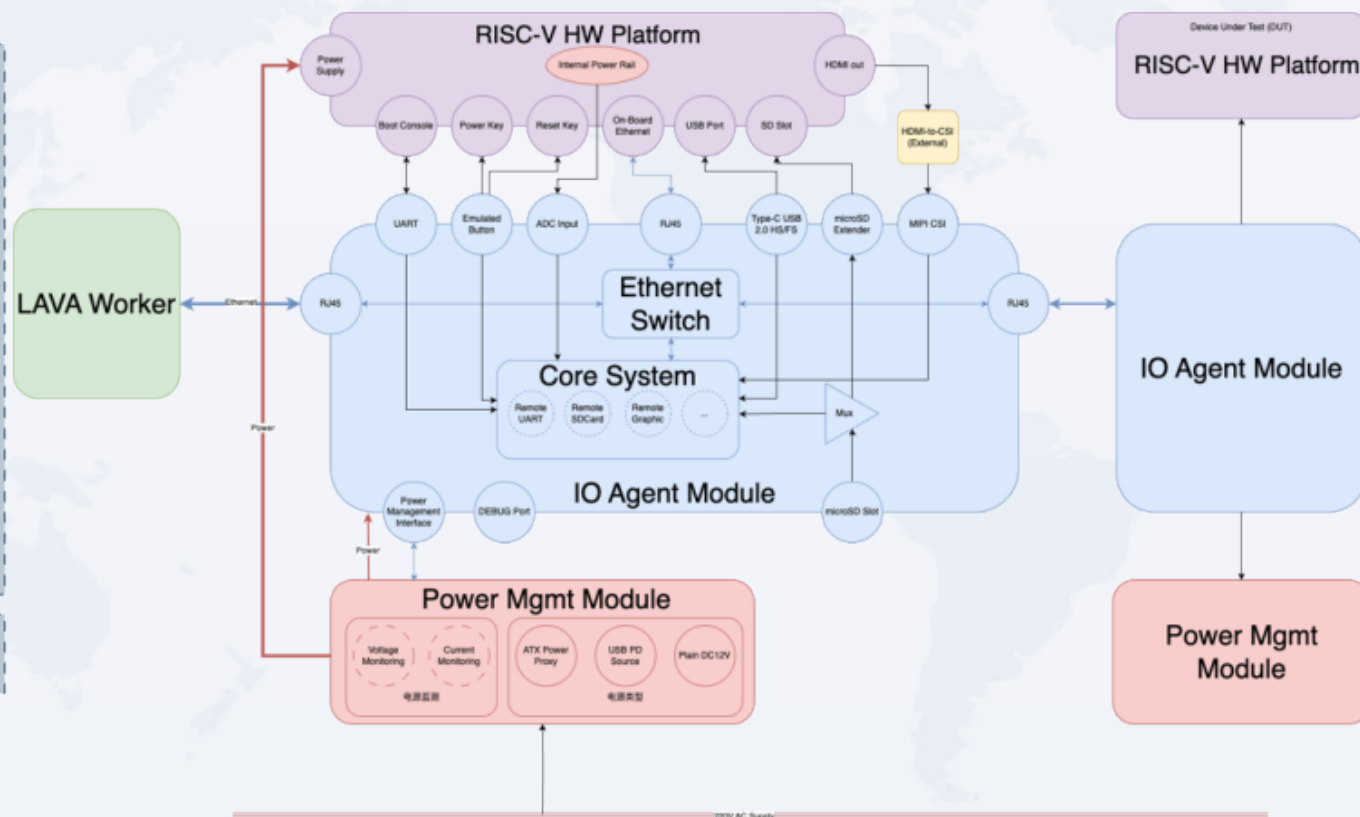 RISC-V HW Platform
Internal Power Rail
Power
Supply
HDMI out
Boot Console
Power Key
Reset Key
On-Board
Ethernet
USB Port
SD Slot
HDMI-to-CSI
(External)
Device Under Test (DUT)
RISC-V HW Platform
UART
Emulated
Button
ADC Input
RJ45
Type-C USB
2.0 HS/FS
microSD
Extender
MIPI CSI
LAVA Worker
Ethernet
RJ45
Ethernet
Switch
RJ45
Core System
Remote
UART
Remote
SDCard
Remote
Graphic
...
Mux
IO Agent Module
IO Agent Module
Power
Power
Management
Interface
DEBUG Port
microSD Slot
Power
Power Mgmt Module
Voltage
Monitoring
Current
Monitoring
电源监测
ATX Power
Proxy
USB PD
Source
Plain DC12V
电源类型
Power Mgmt
Module
220V AC Supply